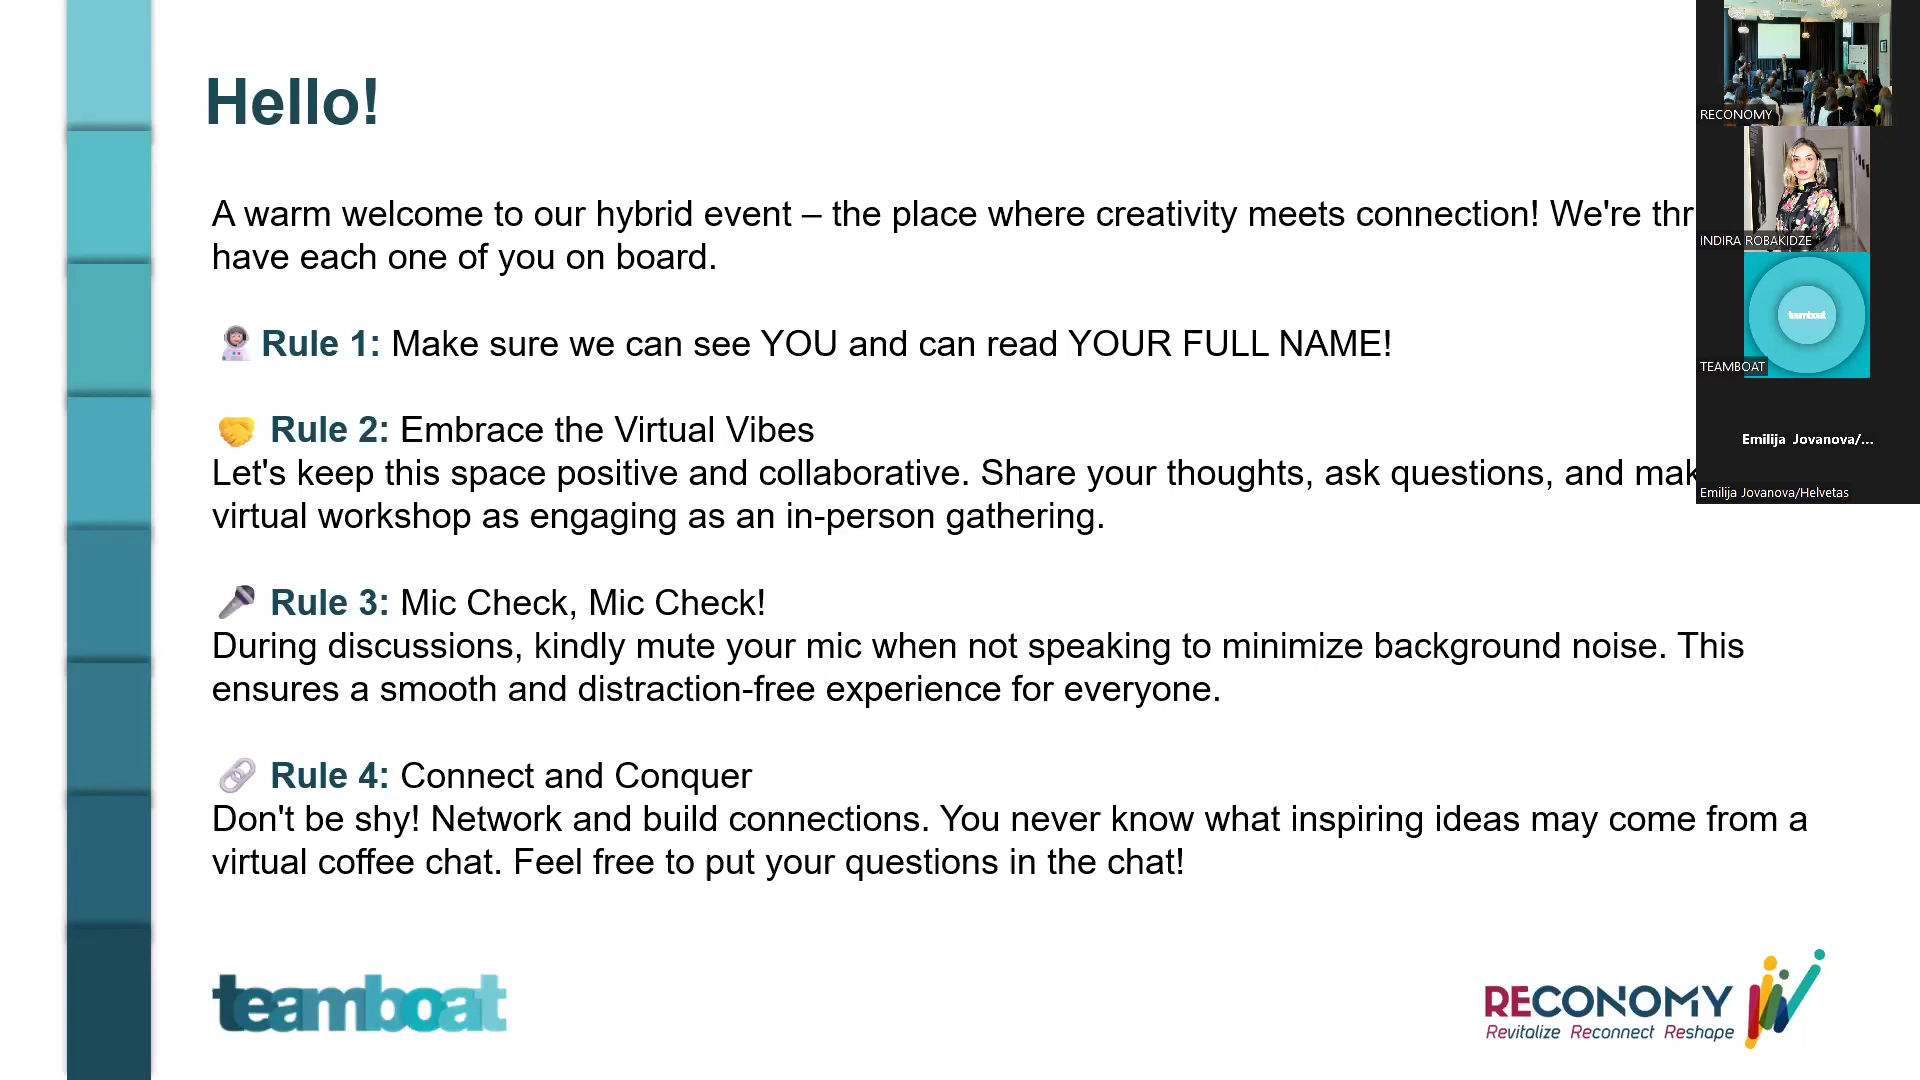 Hello!
A warm welcome to our hybrid event – the place where creativity meets connection! We're thr
have each one of you on board.
Rule 1: Make sure we can see YOU and can read YOUR FULL NAME!
Rule 2: Embrace the Virtual Vibes
Let's keep this space positive and collaborative. Share your thoughts, ask questions, and mak
virtual workshop as engaging as an in-person gathering.
Rule 3: Mic Check, Mic Check!
During discussions, kindly mute your mic when not speaking to minimize background noise. This
ensures a smooth and distraction-free experience for everyone.
Rule 4: Connect and Conquer
Don't be shy! Network and build connections. You never know what inspiring ideas may come from a
virtual coffee chat. Feel free to put your questions in the chat!
teamboat
RECONOMY
Revitalize Reconnect Reshape
RECONOMY
INDIRA ROBAKIDZE
teamboat
TEAMBOAT
Emilija Jovanova/...
Emilija Jovanova/Helvetas